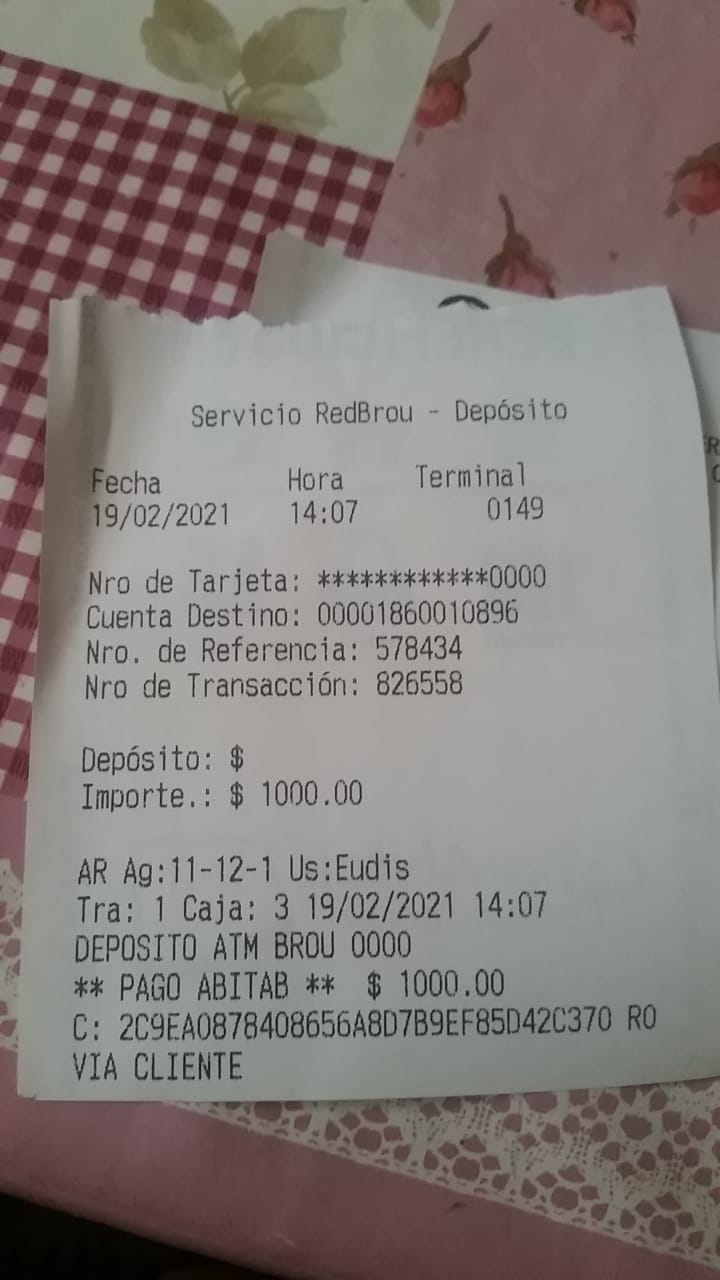 Servicio RedBrou - Depósito
Fecha Hora Terminal
19/02/2021 14:07 0149
Nro de Tarjeta: ************0000
Cuenta Destino: 00001860010896
Nro. de Referencia: 578434
Nro de Transacción: 826558
Depósito: $
Importe.: $ 1000.00
AR Ag:11-12-1 Us:Eudis
Tra: 1 Caja: 3 19/02/2021 14:07
DEPOSITO ATM BROU 0000
** PAGO ABITAB ** $ 1000.00
C: 2C9EA0878408656A8D7B9EF85D42C370 RO
VIA CLIENTE